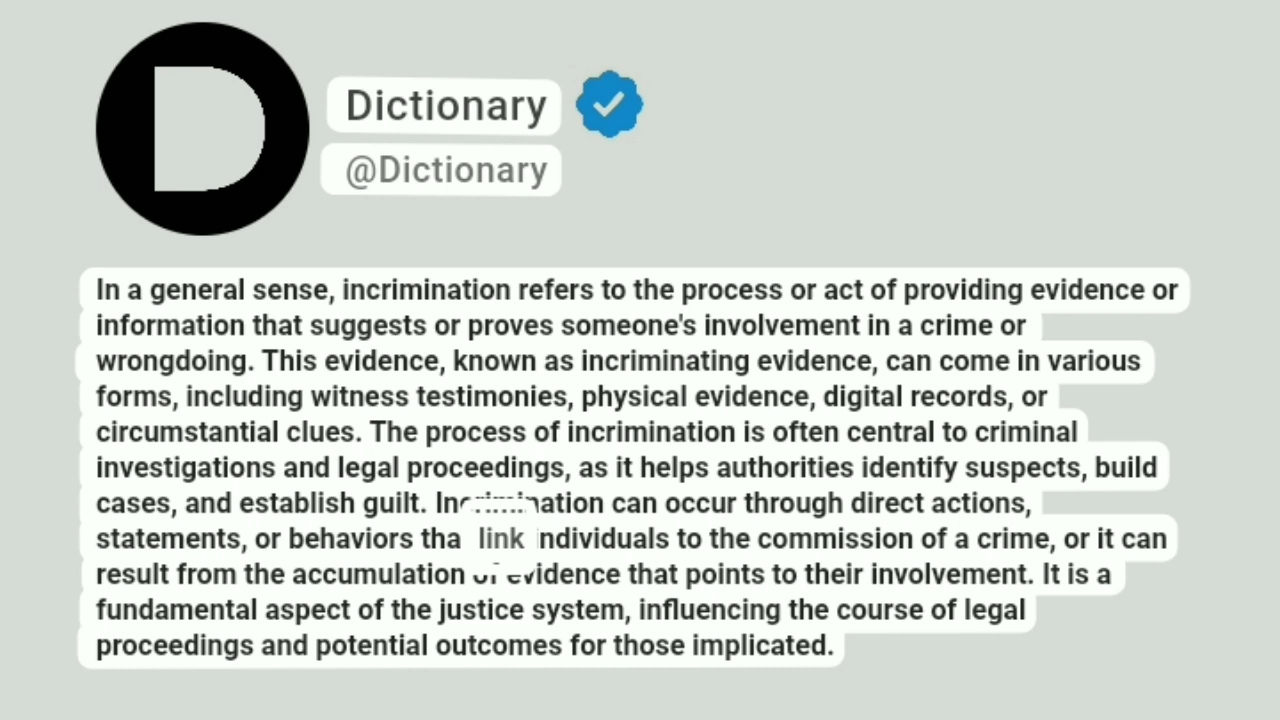 D
Dictionary
@Dictionary
In a general sense, incrimination refers to the process or act of providing evidence or
information that suggests or proves someone's involvement in a crime or
wrongdoing. This evidence, known as incriminating evidence, can come in various
forms, including witness testimonies, physical evidence, digital records, or
circumstantial clues. The process of incrimination is often central to criminal
investigations and legal proceedings, as it helps authorities identify suspects, build
cases, and establish guilt. Incrimination can occur through direct actions,
statements, or behaviors tha link individuals to the commission of a crime, or it can
result from the accumulation of evidence that points to their involvement. It is a
fundamental aspect of the justice system, influencing the course of legal
proceedings and potential outcomes for those implicated.